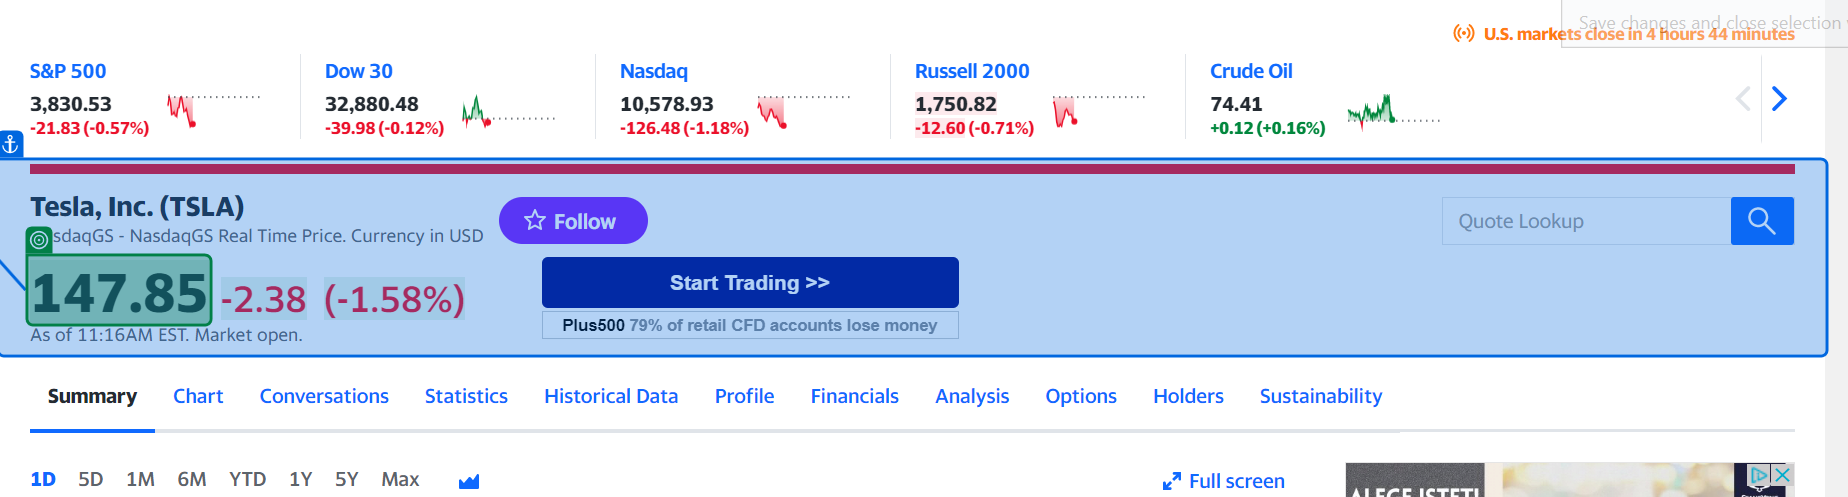 Save changes and close selection
U.S. markets close in 4 hours 44 minutes
S&P 500
3,830.53
-21.83 (-0.57%)
Dow 30
32,880.48
-39.98 (-0.12%)
Nasdaq
10,578.93
-126.48 (-1.18%)
Russell 2000
1,750.82
-12.60 (-0.71%)
Crude Oil
74.41
+0.12 (+0.16%)
Tesla, Inc. (TSLA)
sdaqGS - NasdaqGS Real Time Price. Currency in USD
Follow
Quote Lookup
147.85 -2.38 (-1.58%)
As of 11:16AM EST. Market open.
Start Trading >>
Plus500 79% of retail CFD accounts lose money
Summary Chart Conversations Statistics Historical Data Profile Financials Analysis Options Holders Sustainability
1D 5D 1M 6M YTD 1Y 5Y Max
Full screen